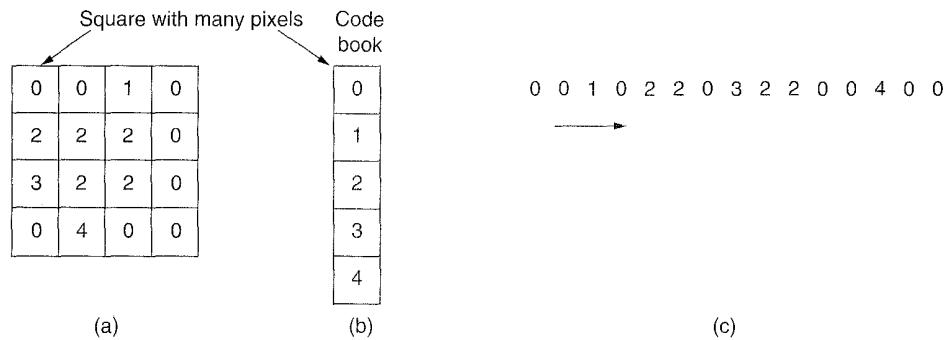 Square with many pixels
Code book
0 0 1 0
2 2 2 0
3 2 2 0
0 4 0 0
(a)
0
1
2
3
4
(b)
0 0 1 0 2 2 0 3 2 2 0 0 4 0 0
(c)